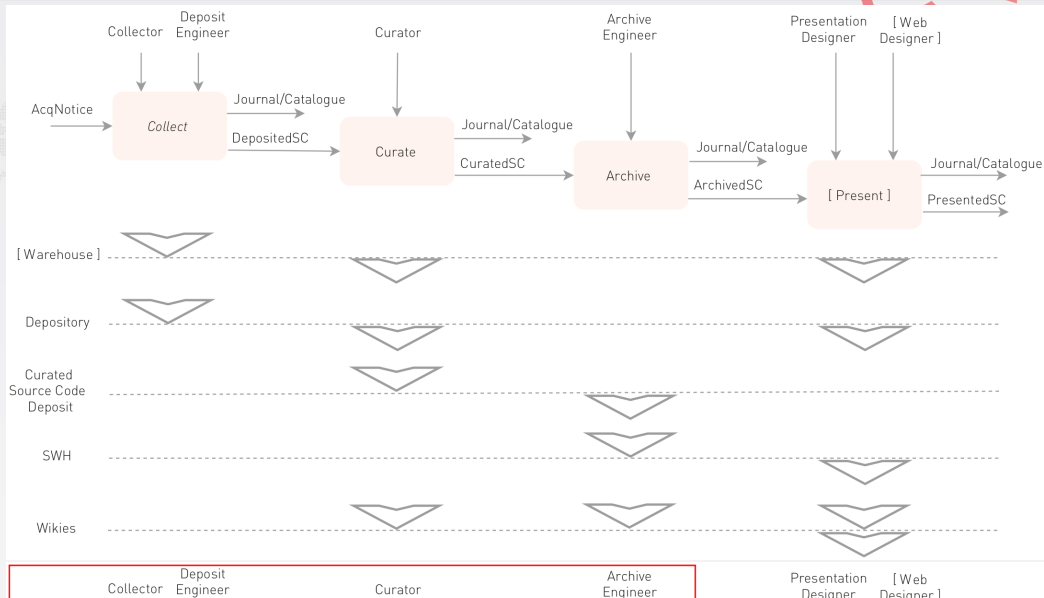 Collector
Deposit
Engineer
Curator
Archive
Engineer
Presentation
Designer
[ Web
Designer ]
AcqNotice
Collect
Journal/Catalogue
DepositedSC
Curate
Journal/Catalogue
CuratedSC
Archive
Journal/Catalogue
ArchivedSC
[ Present ]
Journal/Catalogue
PresentedSC
[ Warehouse ]
Depository
Curated
Source Code
Deposit
SWH
Wikies
Collector
Deposit
Engineer
Curator
Archive
Engineer
Presentation
Designer
[ Web
Designer ]